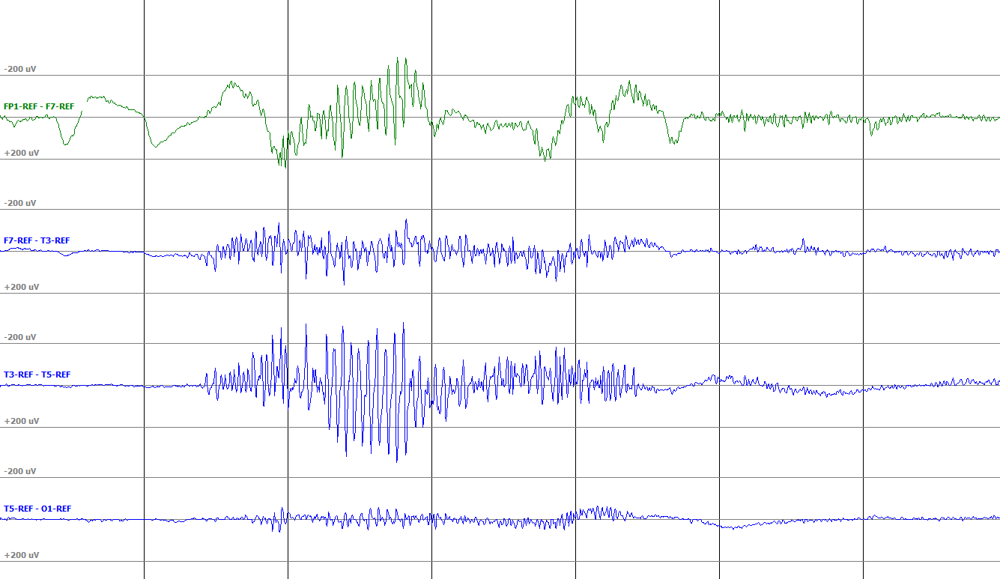 -200 uV
FP1-REF - F7-REF
+200 uV
-200 uV
F7-REF - T3-REF
+200 uV
-200 uV
T3-REF - T5-REF
+200 uV
-200 uV
T5-REF - O1-REF
+200 uV